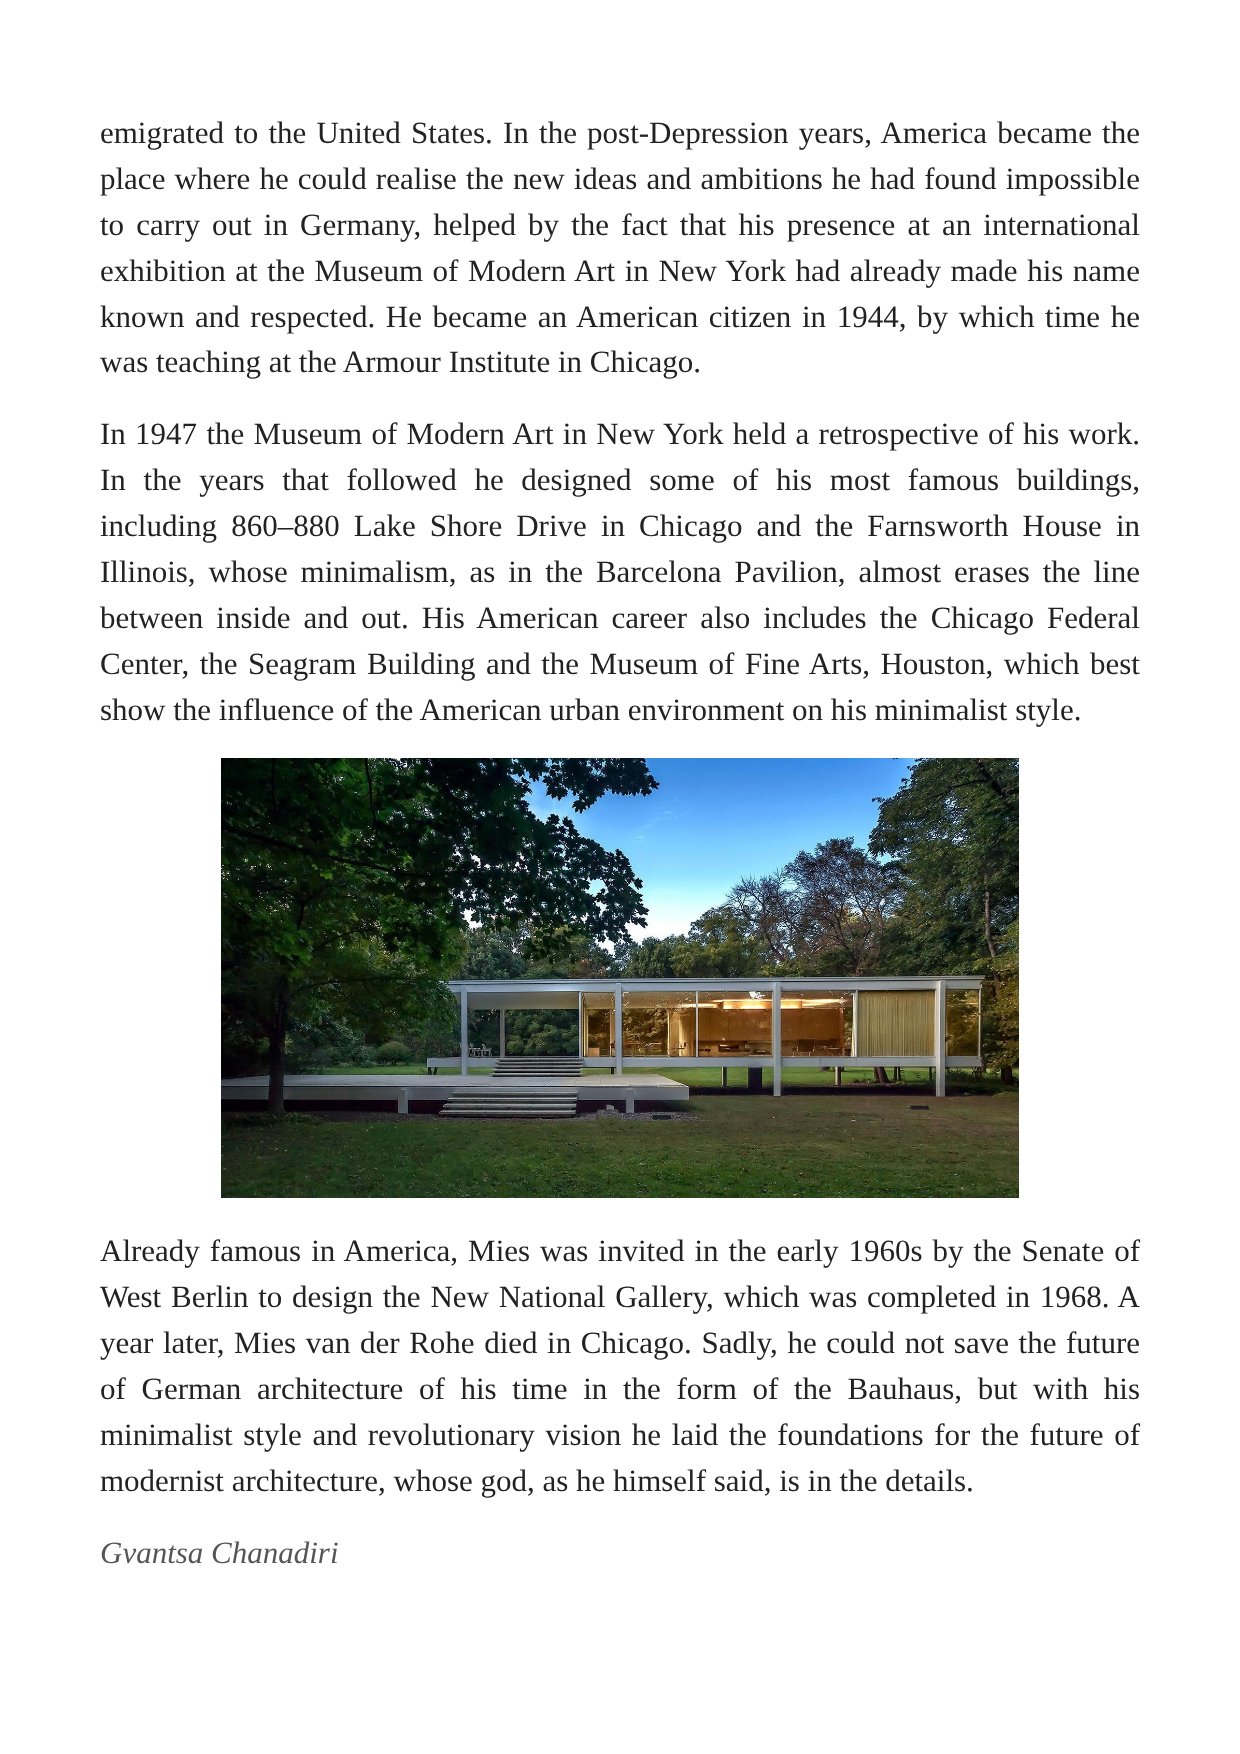 emigrated to the United States. In the post-Depression years, America became the
place where he could realise the new ideas and ambitions he had found impossible
to carry out in Germany, helped by the fact that his presence at an international
exhibition at the Museum of Modern Art in New York had already made his name
known and respected. He became an American citizen in 1944, by which time he
was teaching at the Armour Institute in Chicago.
In 1947 the Museum of Modern Art in New York held a retrospective of his work.
In the years that followed he designed some of his most famous buildings,
including 860–880 Lake Shore Drive in Chicago and the Farnsworth House in
Illinois, whose minimalism, as in the Barcelona Pavilion, almost erases the line
between inside and out. His American career also includes the Chicago Federal
Center, the Seagram Building and the Museum of Fine Arts, Houston, which best
show the influence of the American urban environment on his minimalist style.
Already famous in America, Mies was invited in the early 1960s by the Senate of
West Berlin to design the New National Gallery, which was completed in 1968. A
year later, Mies van der Rohe died in Chicago. Sadly, he could not save the future
of German architecture of his time in the form of the Bauhaus, but with his
minimalist style and revolutionary vision he laid the foundations for the future of
modernist architecture, whose god, as he himself said, is in the details.
Gvantsa Chanadiri